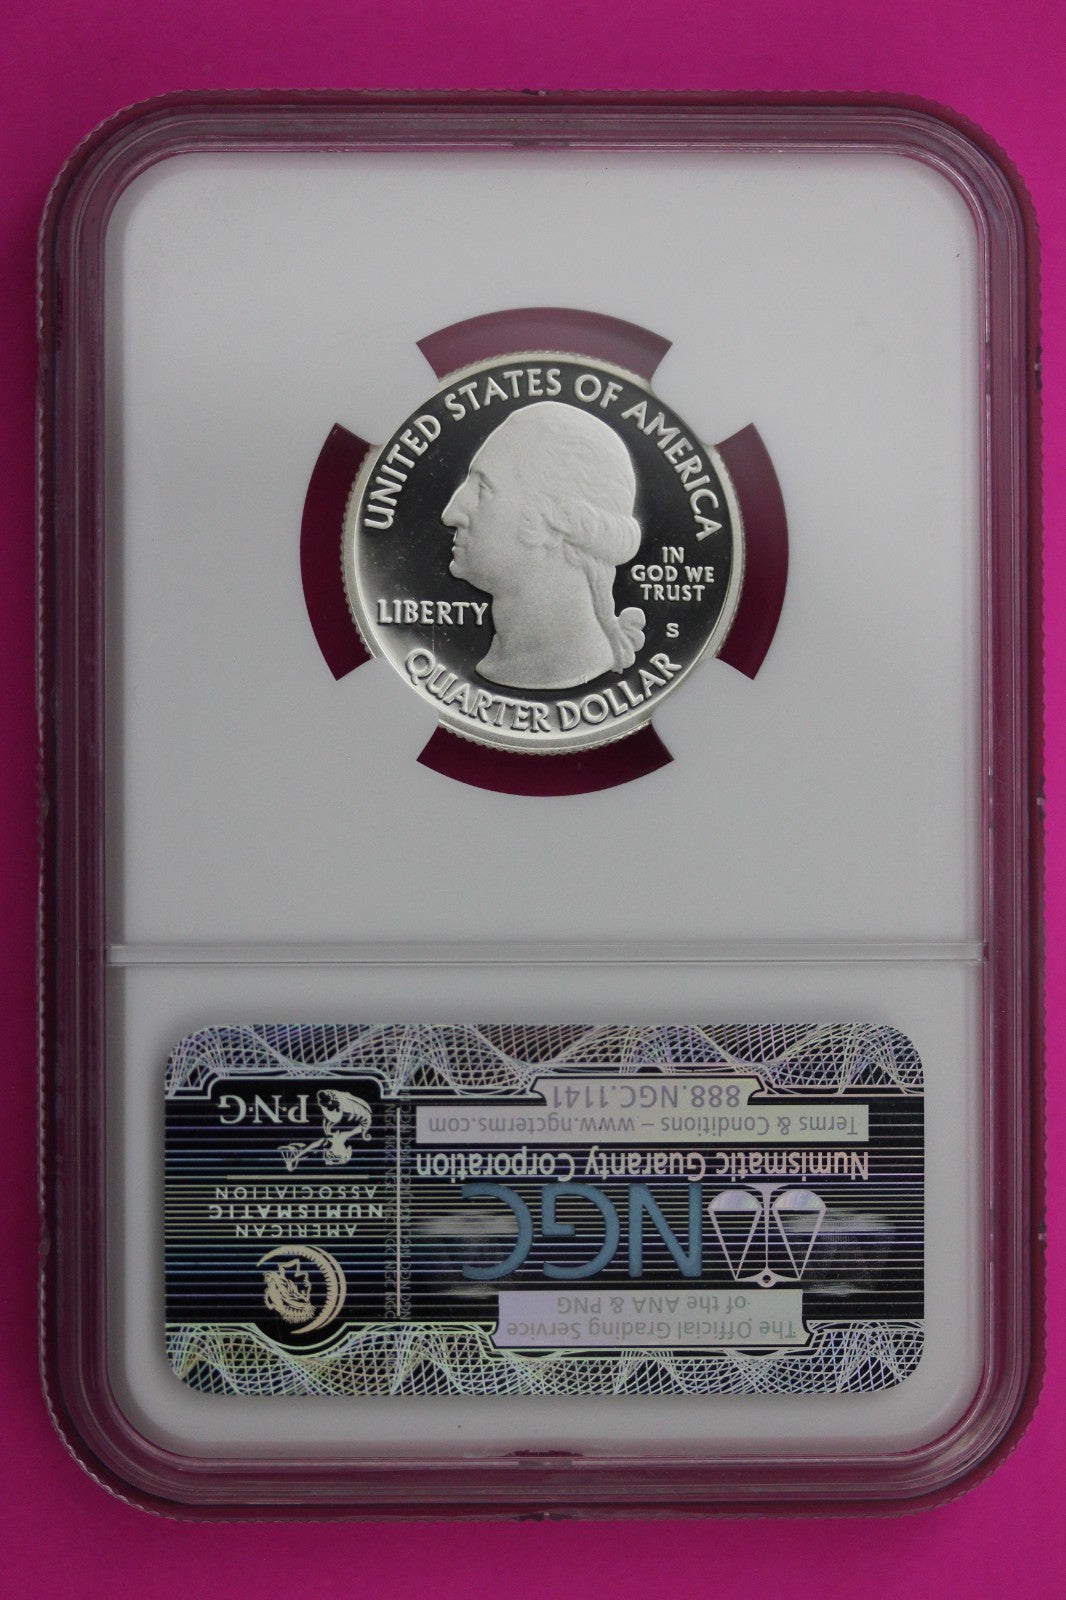 UNITED STATES OF AMERICA
IN
GOD WE
TRUST
LIBERTY
S
QUARTER DOLLAR
The Official Grading Service
of the ANA & PNG
NGC
Numismatic Guaranty Corporation
Terms & Conditions – www.ngcterms.com
888.NGC.1141
AMERICAN
NUMISMATIC
ASSOCIATION
P·N·G